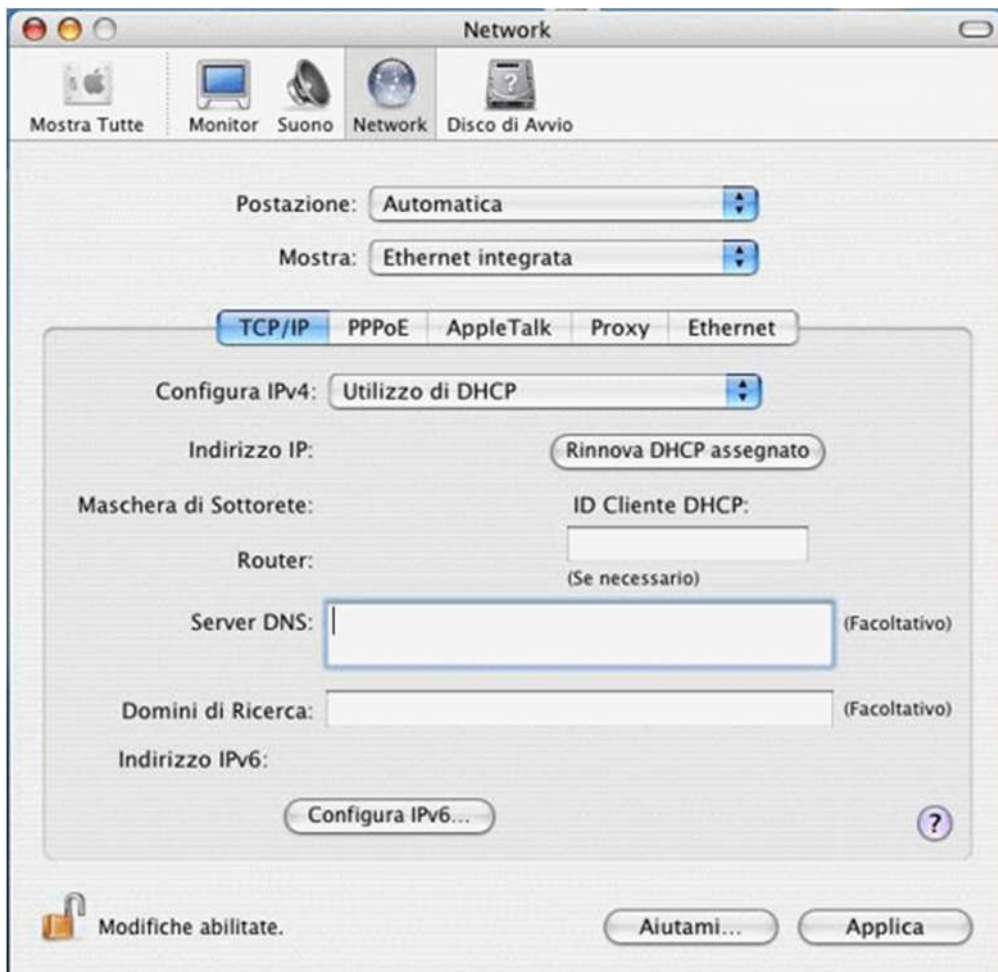 Network
Mostra Tutte Monitor Suono Network Disco di Avvio
Postazione: Automatica
Mostra: Ethernet integrata
TCP/IP PPPoE AppleTalk Proxy Ethernet
Configura IPv4: Utilizzo di DHCP
Indirizzo IP: Rinnova DHCP assegnato
Maschera di Sottorete: ID Cliente DHCP:
Router:
(Se necessario)
Server DNS: (Facoltativo)
Domini di Ricerca: (Facoltativo)
Indirizzo IPv6:
Configura IPv6...
?
Modifiche abilitate. Aiutami... Applica